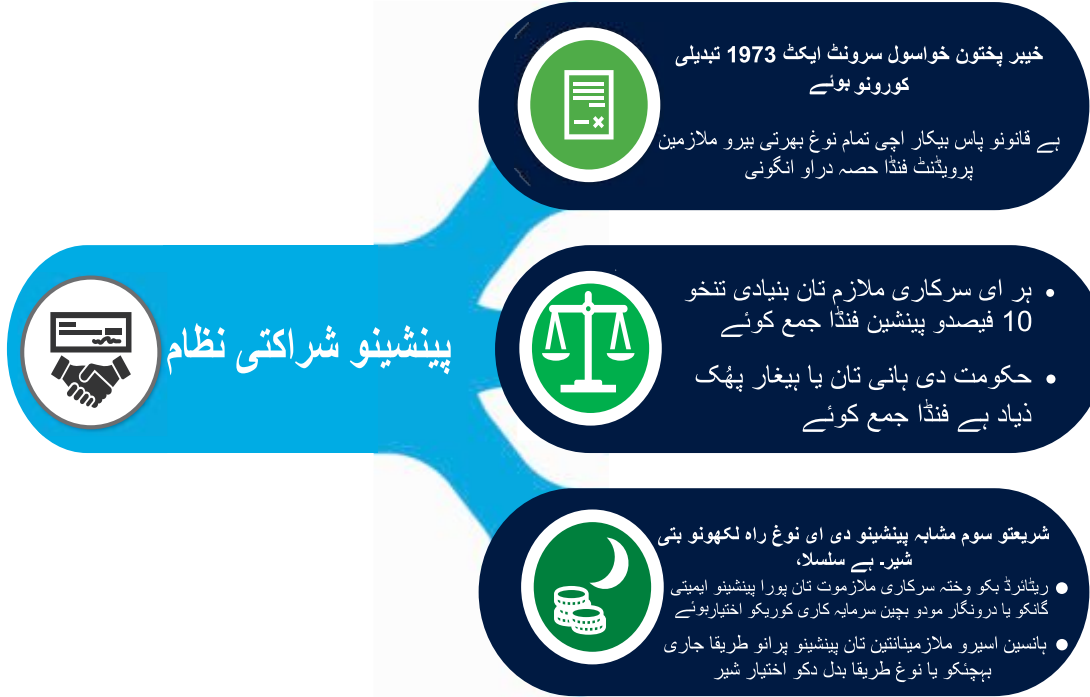 خیبر پختون خواسول سرونٹ ایکٹ 1973 تبدیلی
کورونو بوئے
ہے قانونو پاس بیکار اچی تمام نوغ بھرتی بیرو ملازمین
پرویڈنٹ فنڈا حصہ دراو انگونی
پینشینو شراکتی نظام
• ہر ای سرکاری ملازم تان بنیادی تنخو
10 فیصدو پینشین فنڈا جمع کوئے
• حکومت دی ہانی تان یا ہیغار پھُک
ذیاد ہے فنڈا جمع کوئے
شریعتو سوم مشابہ پینشینو دی ای نوغ راہ لکھونو بتی
شیر۔ ہے سلسلا،
● ریٹائرڈ بکو وختہ سرکاری ملازموت تان پورا پینشینو ایمیتی
گانکو یا درونگار مودو بچین سرمایہ کاری کوریکو اختیاربوئے
● ہانسین اسیرو ملازمینانتین تان پینشینو پرانو طریقا جاری
بہچئکو یا نوغ طریقا بدل دکو اختیار شیر